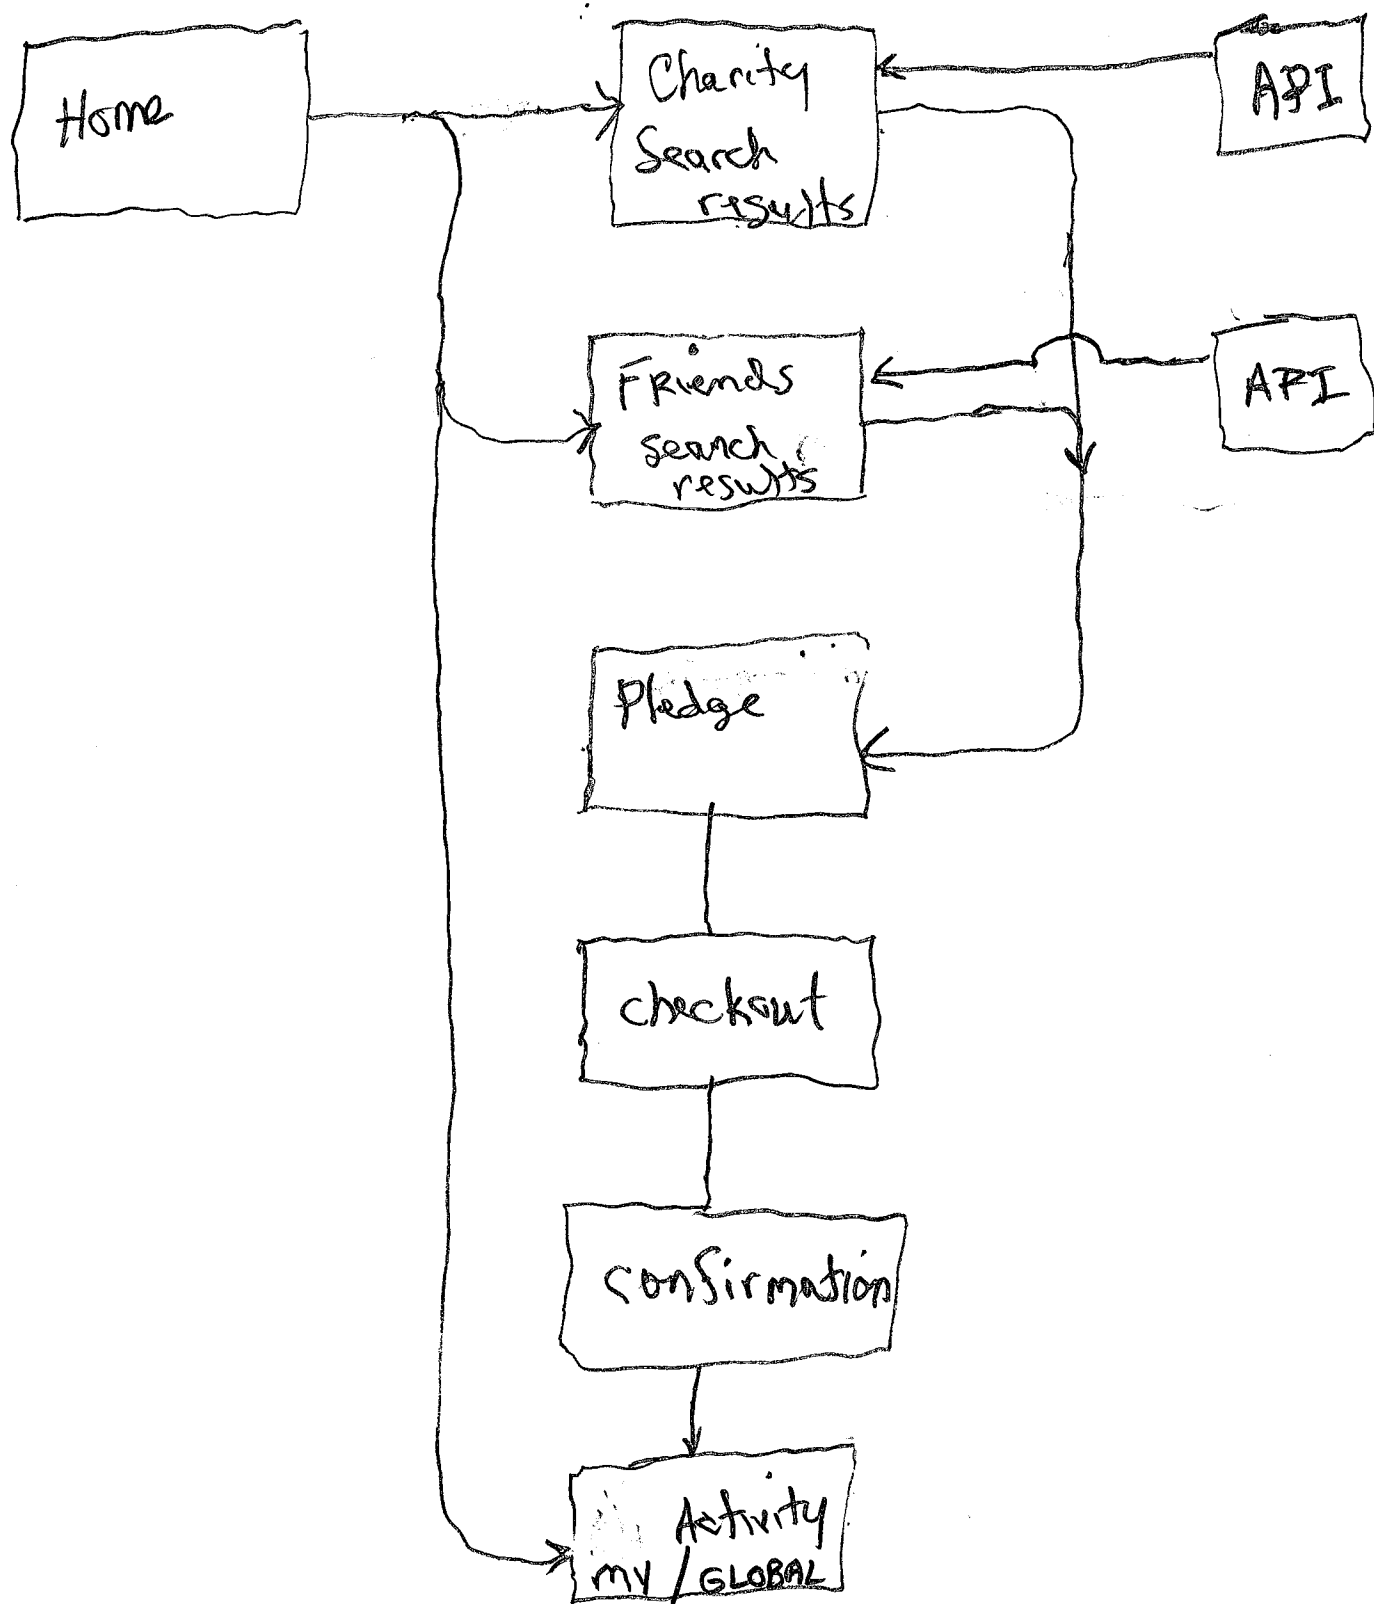 Home
Charity
Search
results
API
Friends
search
results
API
Pledge
checkout
confirmation
Activity
my / GLOBAL